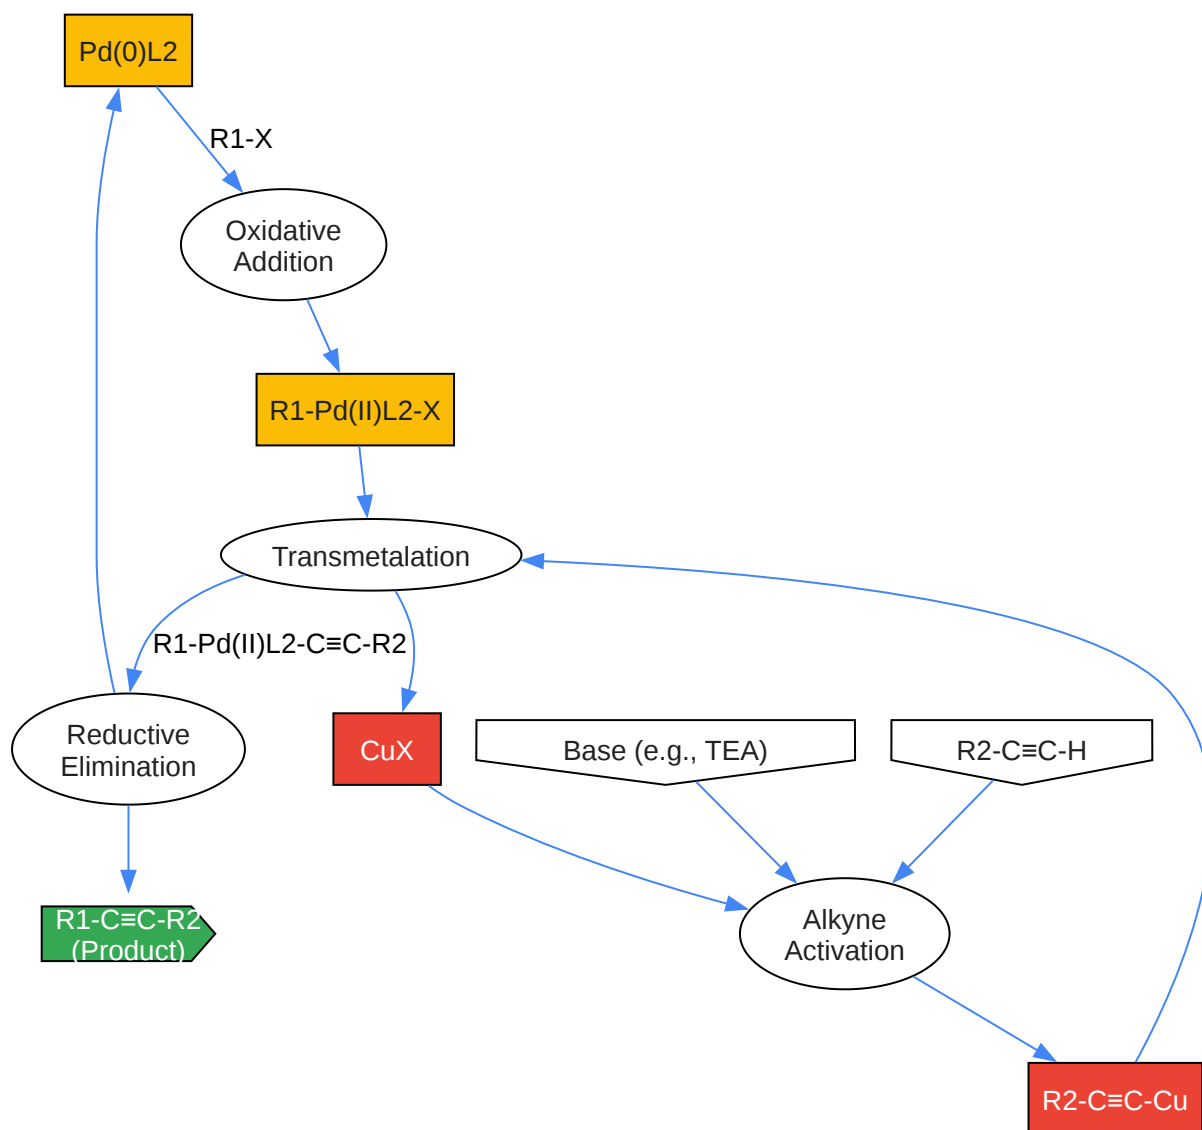 Pd(0)L2
R1-X
Oxidative
Addition
R1-Pd(II)L2-X
Transmetalation
R1-Pd(II)L2-C≡C-R2
Reductive
Elimination
CuX
Base (e.g., TEA)
R2-C≡C-H
R1-C≡C-R2
(Product)
Alkyne
Activation
R2-C≡C-Cu